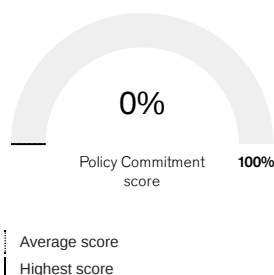 0%
Policy Commitment 100%
score
Average score
Highest score